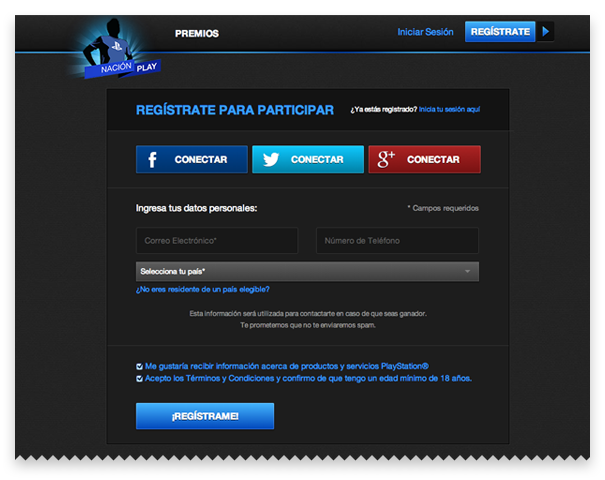 NACIÓN PLAY
PREMIOS
Iniciar Sesión
REGÍSTRATE
REGÍSTRATE PARA PARTICIPAR
¿Ya estás registrado? Inicia tu sesión aquí
f CONECTAR
CONECTAR
g+ CONECTAR
Ingresa tus datos personales:
* Campos requeridos
Correo Electrónico*
Número de Teléfono
Selecciona tu país*
¿No eres residente de un país elegible?
Esta información será utilizada para contactarte en caso de que seas ganador.
Te prometemos que no te enviaremos spam.
Me gustaría recibir información acerca de productos y servicios PlayStation®
Acepto los Términos y Condiciones y confirmo de que tengo un edad mínimo de 18 años.
¡REGÍSTRAME!